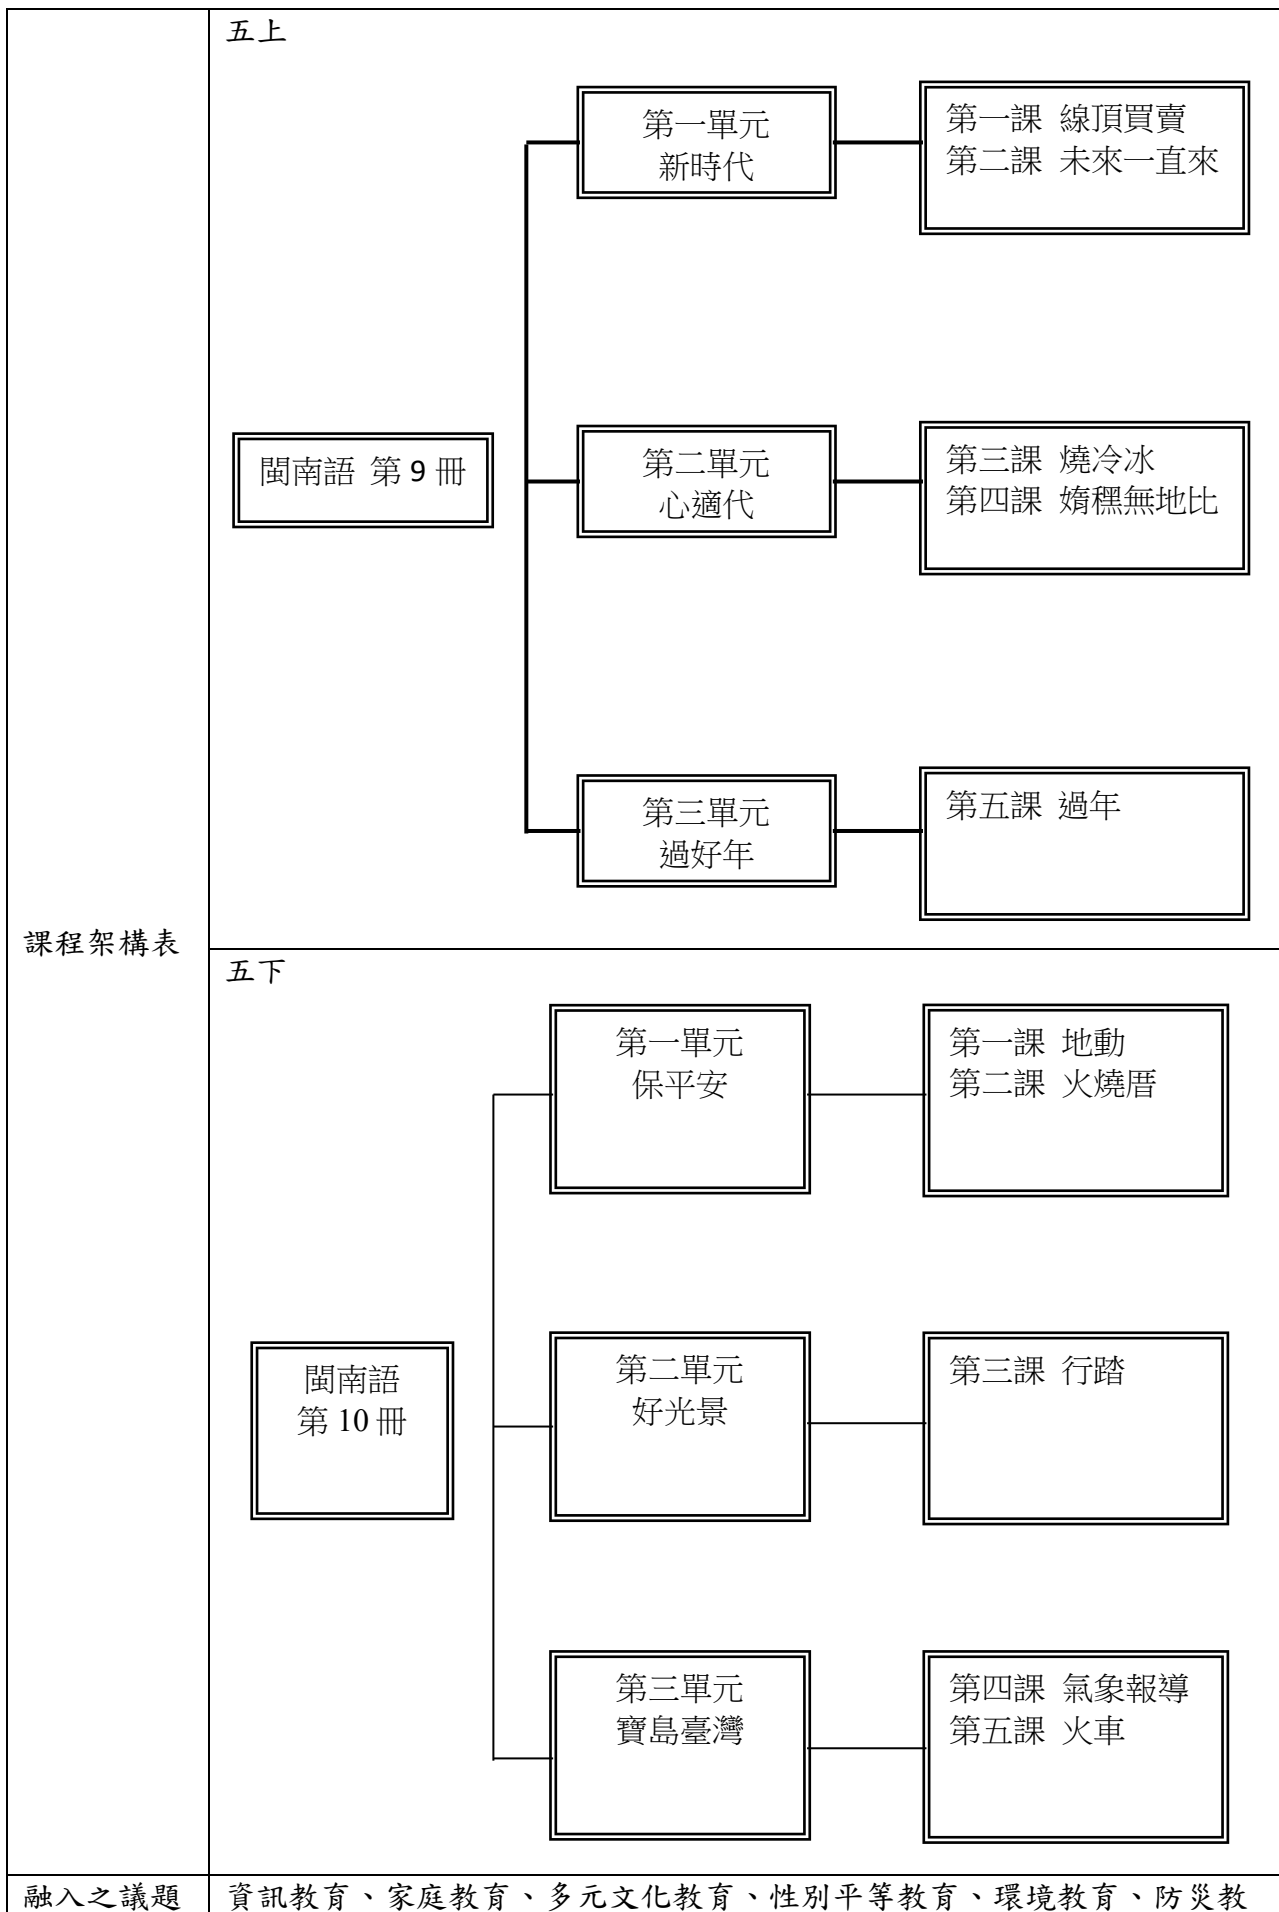 課程架構表
五上
閩南語 第 9 冊
第一單元
新時代
第一課 線頂買賣
第二課 未來一直來
第二單元
心適代
第三課 燒冷冰
第四課 媠䆀無地比
第三單元
過好年
第五課 過年
五下
閩南語
第 10 冊
第一單元
保平安
第一課 地動
第二課 火燒厝
第二單元
好光景
第三課 行踏
第三單元
寶島臺灣
第四課 氣象報導
第五課 火車
融入之議題
資訊教育、家庭教育、多元文化教育、性別平等教育、環境教育、防災教